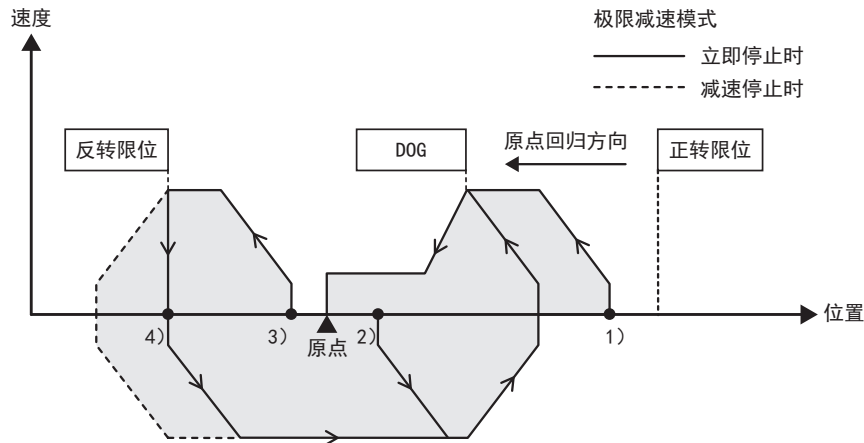 速度
极限减速模式
立即停止时
减速停止时
反转限位
DOG
原点回归方向
正转限位
位置
4）
3）
原点
2）
1）